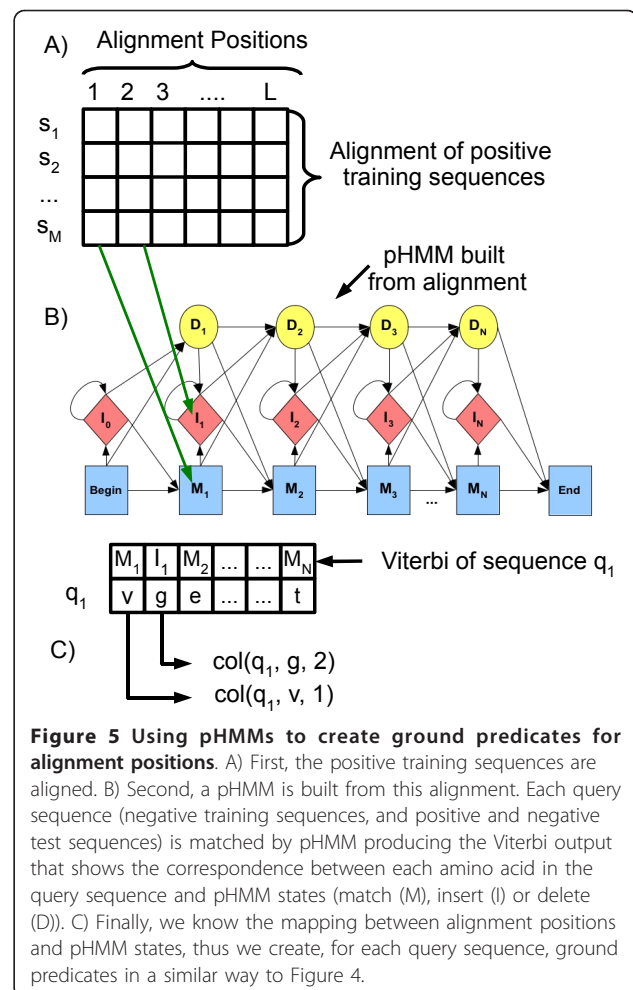 A)
Alignment Positions
1 2 3 .... L
s1
s2
...
sM
Alignment of positive
training sequences
pHMM built
from alignment
B)
D1 D2 D3 DN
I0 I1 I2 I3 IN
Begin M1 M2 M3 ... MN End
M1 I1 M2 ... ... MN
Viterbi of sequence q1
q1 v g e ... ... t
C)
col(q1, g, 2)
col(q1, v, 1)
Figure 5 Using pHMMs to create ground predicates for
alignment positions. A) First, the positive training sequences are
aligned. B) Second, a pHMM is built from this alignment. Each query
sequence (negative training sequences, and positive and negative
test sequences) is matched by pHMM producing the Viterbi output
that shows the correspondence between each amino acid in the
query sequence and pHMM states (match (M), insert (I) or delete
(D)). C) Finally, we know the mapping between alignment positions
and pHMM states, thus we create, for each query sequence, ground
predicates in a similar way to Figure 4.